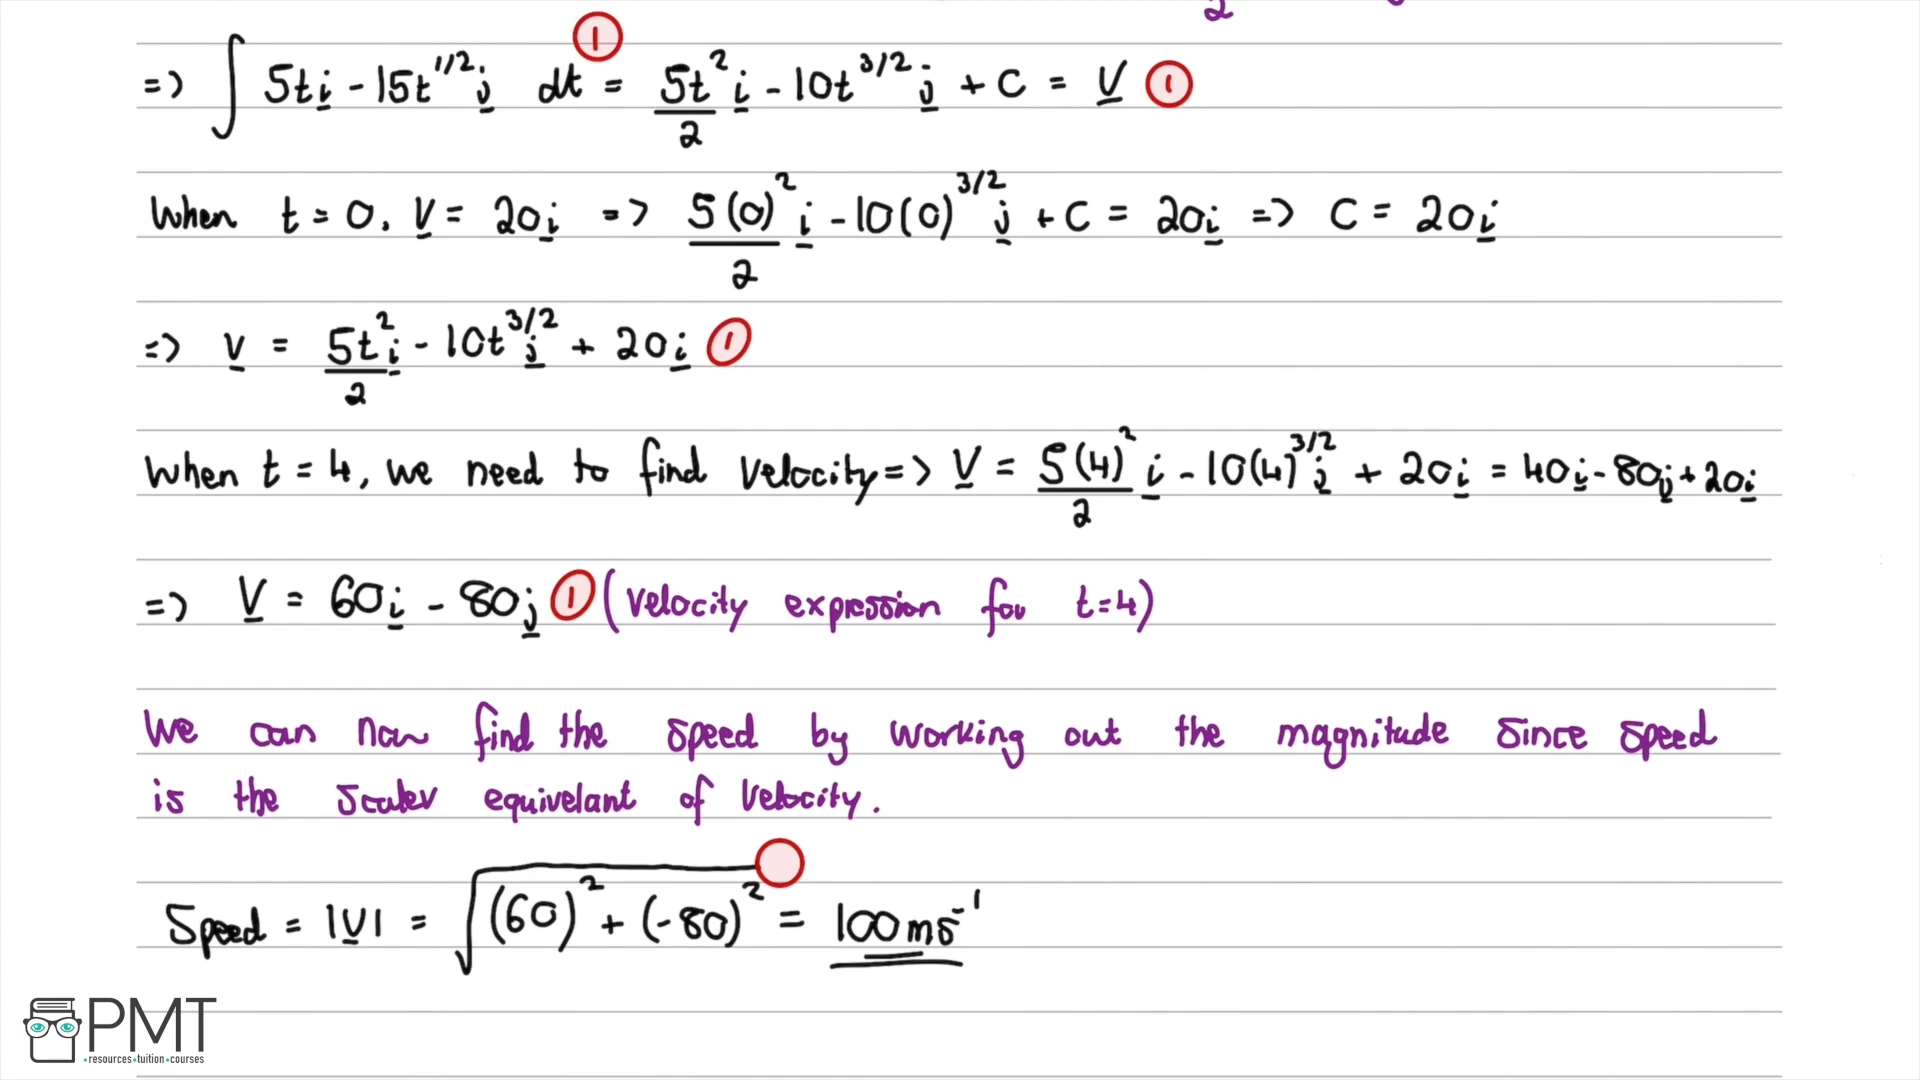 2
=> ∫ 5ti - 15t^1/2 j dt ① = 5t²/2 i - 10t^3/2 j + C = V ①
When t = 0, V = 20i => 5(0)²/2 i - 10(0)^3/2 j + C = 20i => C = 20i
=> V = 5t²/2 i - 10t^3/2 j + 20i ①
When t = 4, we need to find velocity => V = 5(4)²/2 i - 10(4)^3/2 j + 20i = 40i - 80j + 20i
=> V = 60i - 80j ① (velocity expression for t=4)
We can now find the speed by working out the magnitude since speed
is the scaler equivelant of velocity.
Speed = |V| = √(60)² + (-80)² = 100ms⁻¹
PMT
•resources•tuition•courses